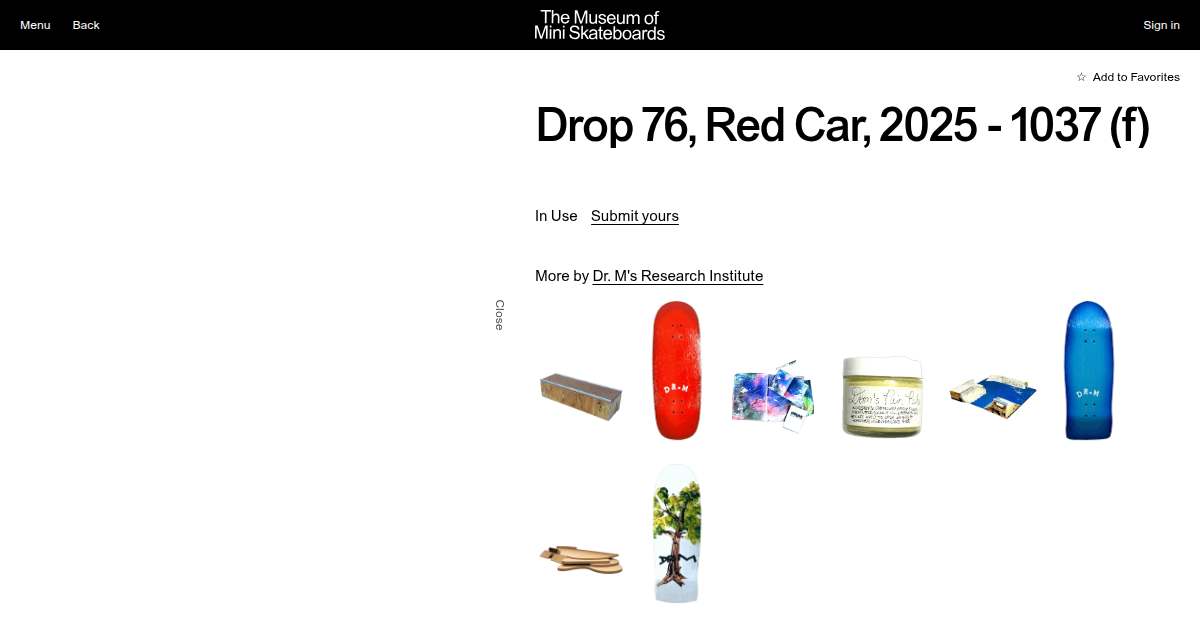 Menu
Back
The Museum of
Mini Skateboards
Sign in
☆ Add to Favorites
Drop 76, Red Car, 2025 - 1037 (f)
In Use
Submit yours
More by Dr. M's Research Institute
Close
DR.M
DR.M